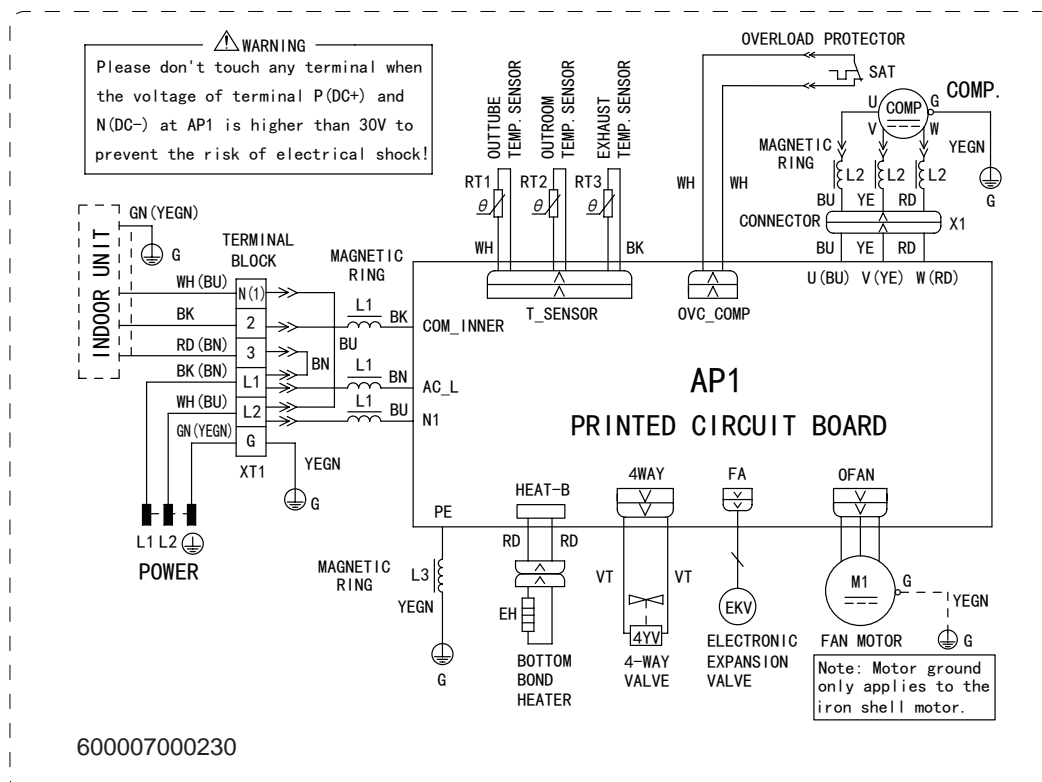 WARNING
Please don't touch any terminal when
the voltage of terminal P(DC+) and
N(DC-) at AP1 is higher than 30V to
prevent the risk of electrical shock!
OUTTUBE
TEMP. SENSOR
OUTROOM
TEMP. SENSOR
EXHAUST
TEMP. SENSOR
RT1
RT2
RT3
θ
θ
θ
WH
BK
T_SENSOR
OVERLOAD PROTECTOR
SAT
WH
WH
OVC_COMP
COMP.
U
COMP
G
V
W
YEGN
G
MAGNETIC
RING
L2
L2
L2
BU
YE
RD
CONNECTOR
X1
BU
YE
RD
U(BU)
V(YE)
W(RD)
INDOOR UNIT
GN(YEGN)
G
TERMINAL
BLOCK
MAGNETIC
RING
WH(BU)
N(1)
BK
2
L1
BK
COM_INNER
RD(BN)
3
BU
BN
BK(BN)
L1
L1
BN
AC_L
WH(BU)
L2
L1
BU
N1
GN(YEGN)
G
YEGN
XT1
G
L1
L2
POWER
AP1
PRINTED CIRCUIT BOARD
PE
MAGNETIC
RING
L3
YEGN
G
HEAT-B
RD
RD
EH
BOTTOM
BOND
HEATER
4WAY
VT
VT
4YV
4-WAY
VALVE
FA
EKV
ELECTRONIC
EXPANSION
VALVE
OFAN
M1
G
YEGN
G
FAN MOTOR
Note: Motor ground
only applies to the
iron shell motor.
600007000230